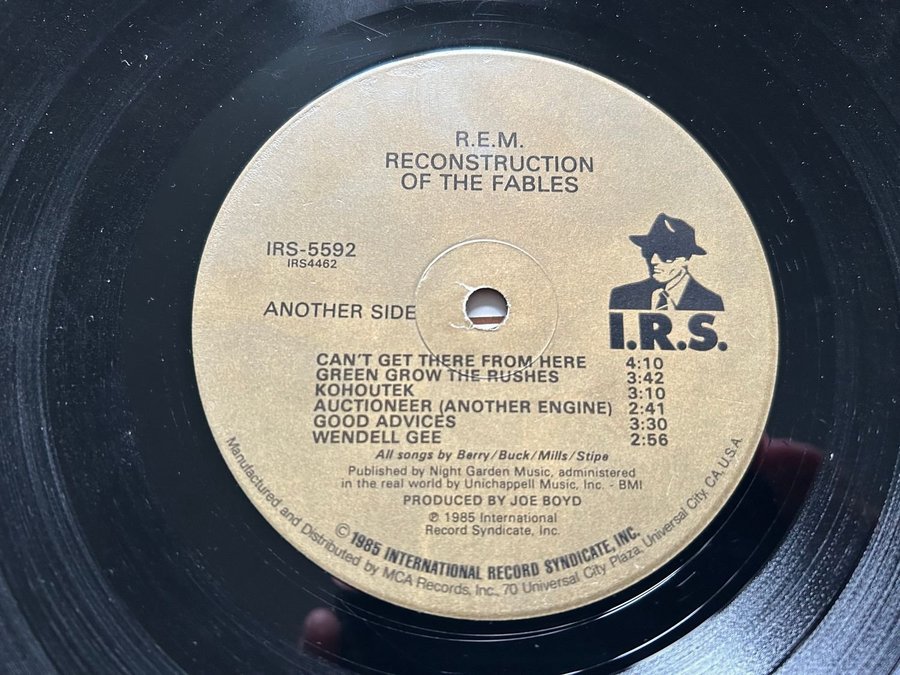 R.E.M.
RECONSTRUCTION
OF THE FABLES
IRS-5592
IRS4462
ANOTHER SIDE
I.R.S.
CAN'T GET THERE FROM HERE 4:10
GREEN GROW THE RUSHES 3:42
KOHOUTEK 3:10
AUCTIONEER (ANOTHER ENGINE) 2:41
GOOD ADVICES 3:30
WENDELL GEE 2:56
All songs by Berry/Buck/Mills/Stipe
Published by Night Garden Music, administered
in the real world by Unichappell Music, Inc. - BMI
PRODUCED BY JOE BOYD
℗ 1985 International
Record Syndicate, Inc.
© 1985 INTERNATIONAL RECORD SYNDICATE, INC.
Manufactured and Distributed by MCA Records, Inc., 70 Universal City Plaza, Universal City, CA, U.S.A.